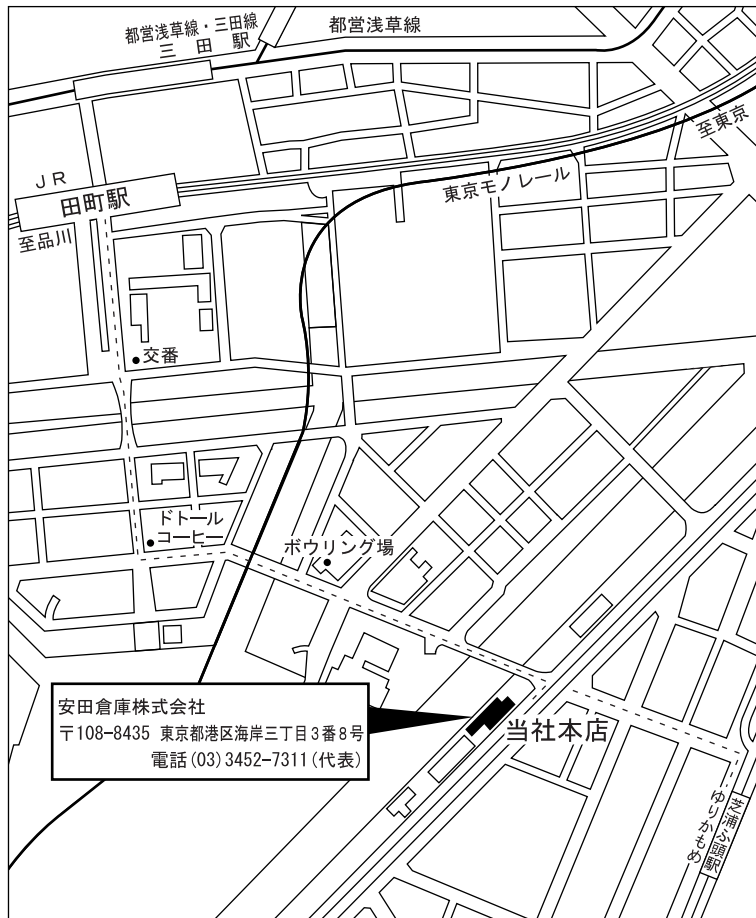 都営浅草線・三田線
三田駅
都営浅草線
至東京
東京モノレール
JR
田町駅
至品川
交番
ドトール
コーヒー
ボウリング場
安田倉庫株式会社
〒108-8435 東京都港区海岸三丁目3番8号
電話(03)3452-7311(代表)
当社本店
芝浦ふ頭駅
ゆりかもめ